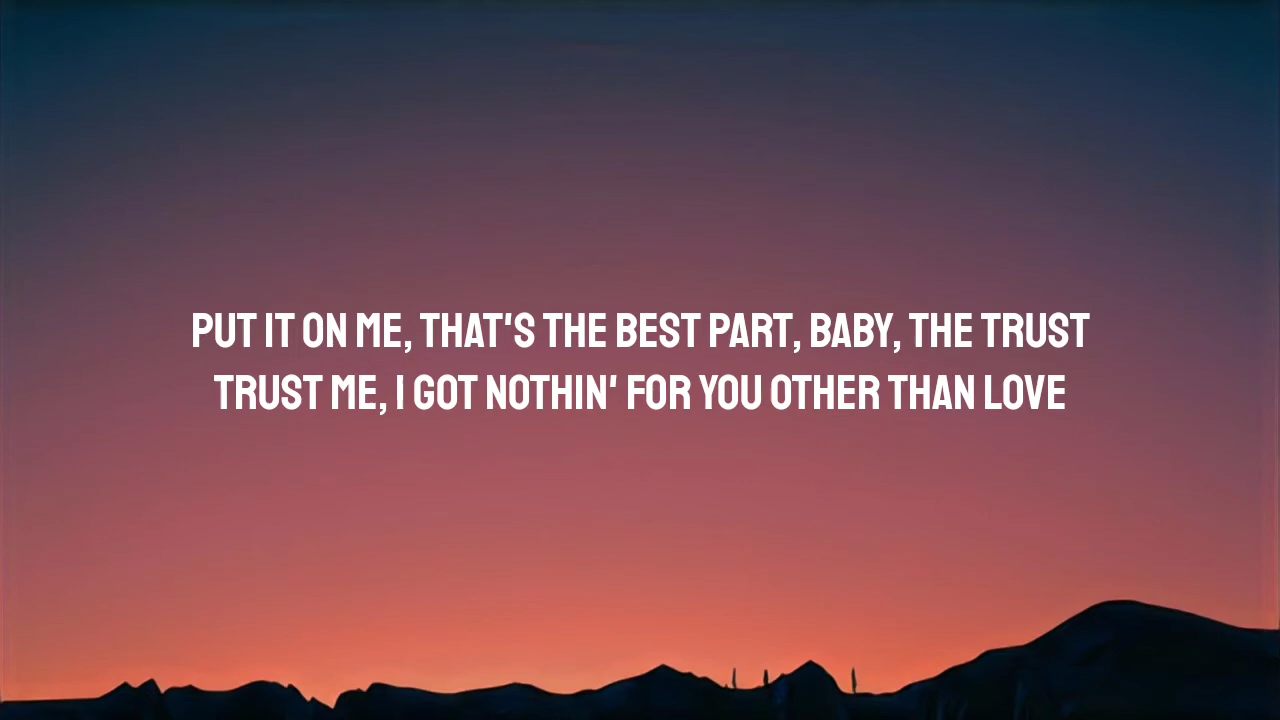 PUT IT ON ME, THAT'S THE BEST PART, BABY, THE TRUST
TRUST ME, I GOT NOTHIN' FOR YOU OTHER THAN LOVE